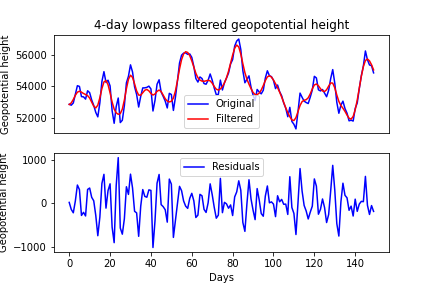 4-day lowpass filtered geopotential height
Geopotential height
56000
54000
52000
Original
Filtered
Geopotential height
1000
0
−1000
Residuals
0 20 40 60 80 100 120 140
Days